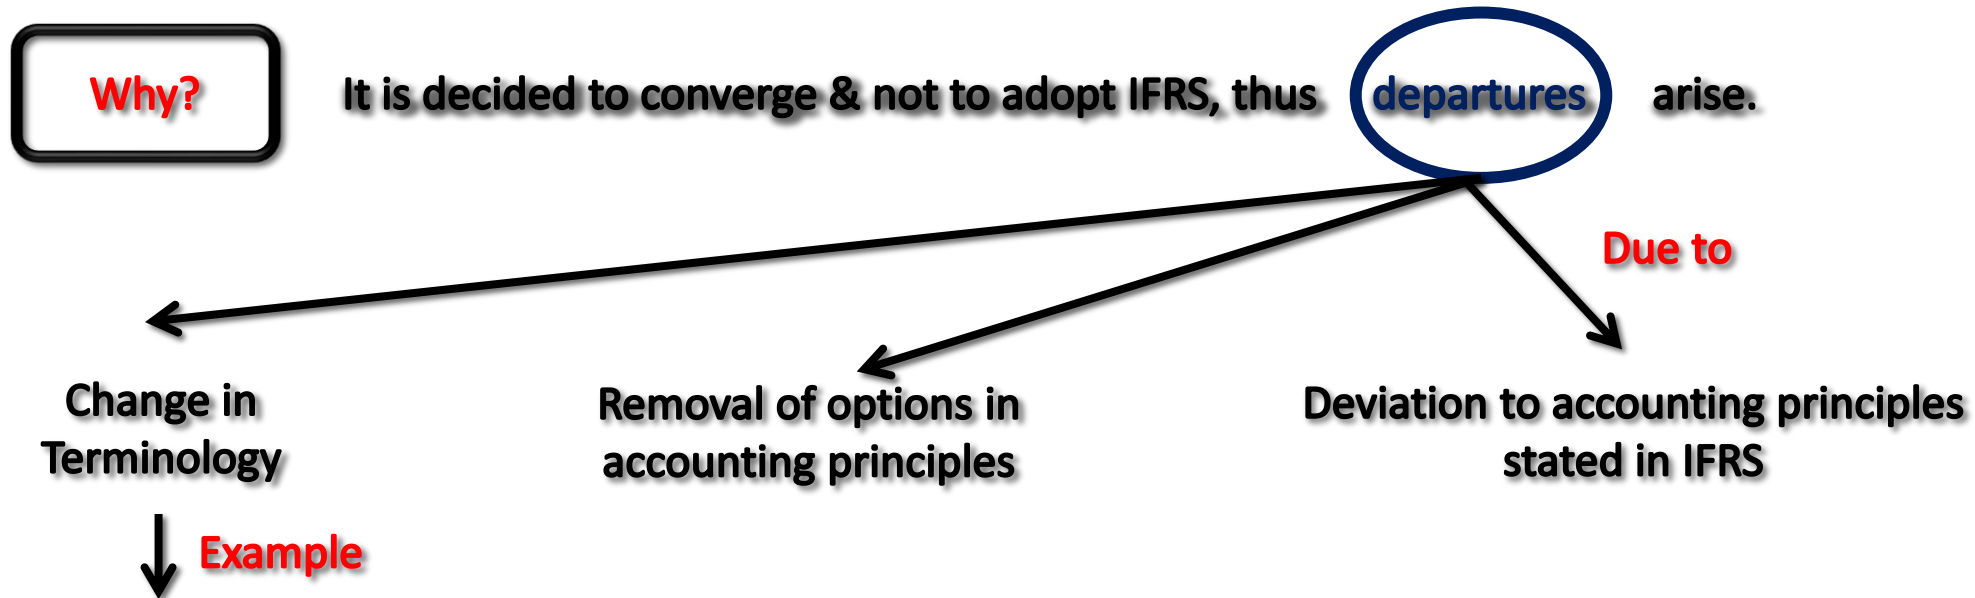 Why? It is decided to converge & not to adopt IFRS, thus departures arise.
Due to
Change in
Terminology
Removal of options in
accounting principles
Deviation to accounting principles
stated in IFRS
Example